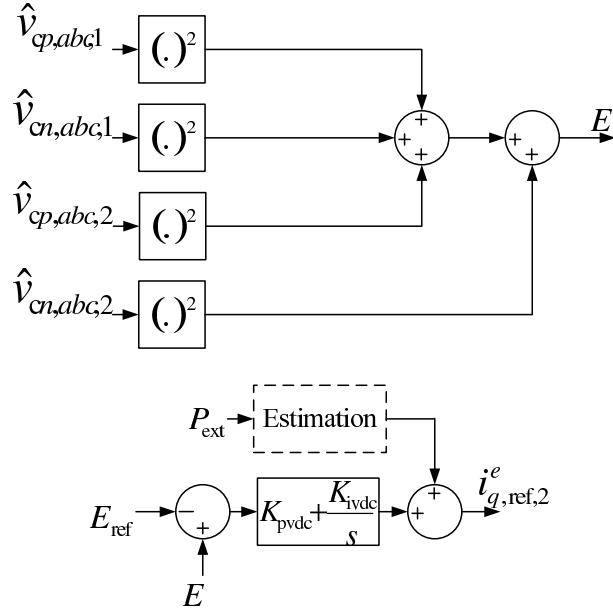 v̂cp,abc,1
(.)²
v̂cn,abc,1
(.)²
+
+
+
+
+
E
v̂cp,abc,2
(.)²
v̂cn,abc,2
(.)²
Pext
Estimation
Eref
−
+
E
Kpvdc+Kivdc/s
+
+
i^e_q,ref,2